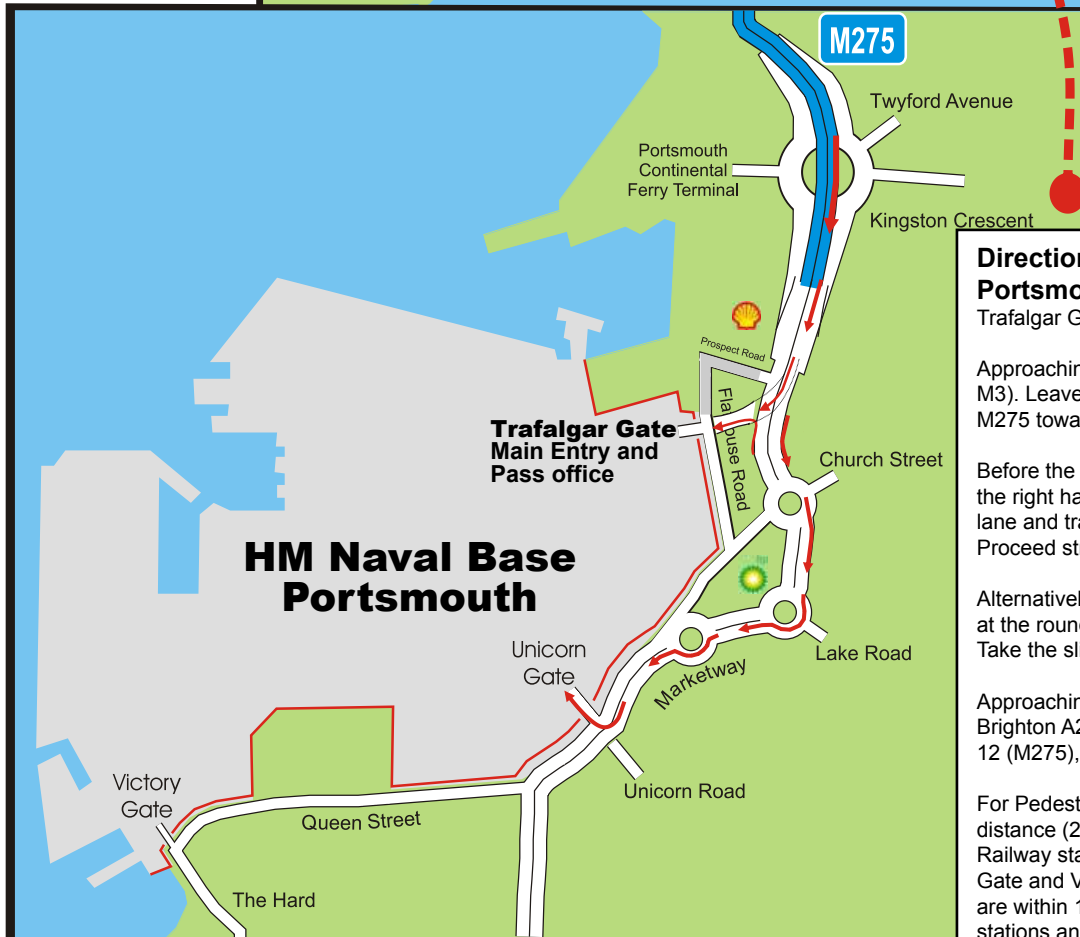 M275
Twyford Avenue
Portsmouth
Continental
Ferry Terminal
Kingston Crescent
Prospect Road
Trafalgar Gate
Main Entry and
Pass office
Church Street
HM Naval Base
Portsmouth
Unicorn
Gate
Lake Road
Marketway
Victory
Gate
Unicorn Road
Queen Street
The Hard
Road
Portsmo
Trafalgar G
Approachin
M3). Leave
M275 towa
Before the
the right ha
lane and tra
Proceed st
Alternativel
at the roun
Take the sl
Approachin
Brighton A2
12 (M275),
For Pedest
distance (2
Railway sta
Gate and V
are within 1
stations an